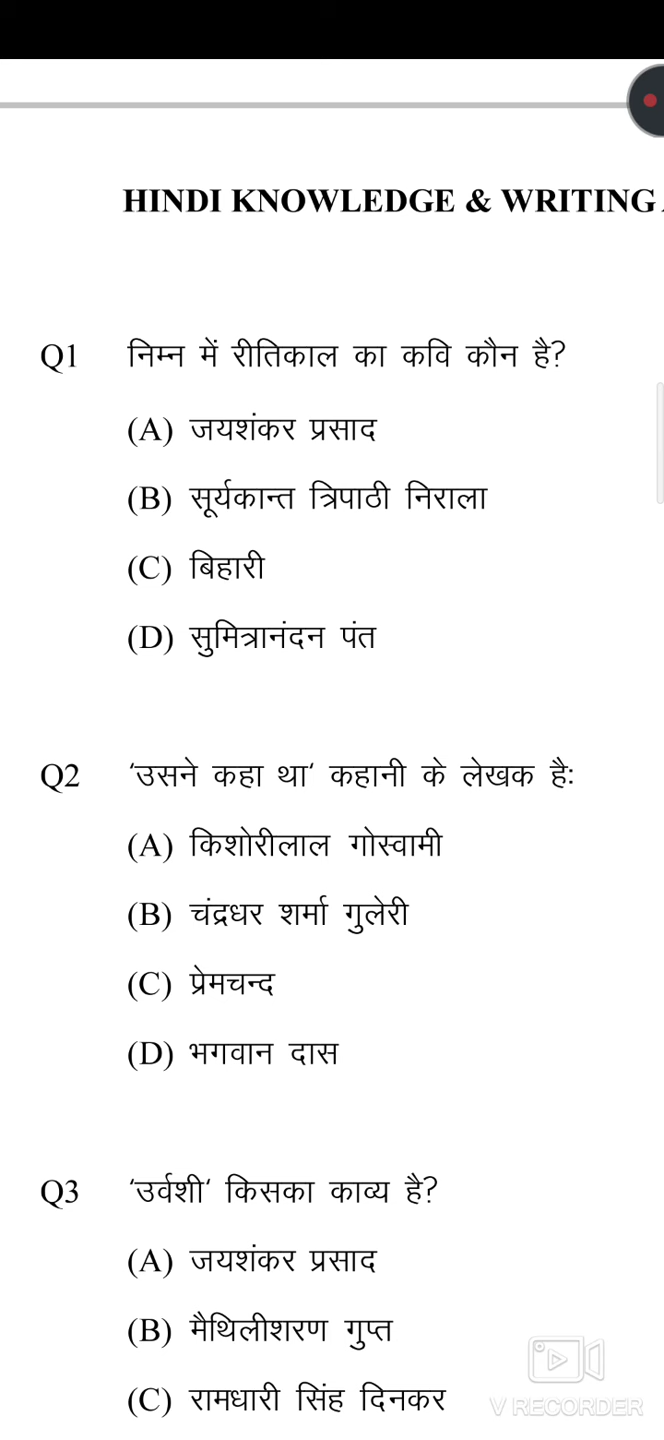 HINDI KNOWLEDGE & WRITING
Q1 निम्न में रीतिकाल का कवि कौन है?
(A) जयशंकर प्रसाद
(B) सूर्यकान्त त्रिपाठी निराला
(C) बिहारी
(D) सुमित्रानंदन पंत
Q2 ‘उसने कहा था’ कहानी के लेखक है:
(A) किशोरीलाल गोस्वामी
(B) चंद्रधर शर्मा गुलेरी
(C) प्रेमचन्द
(D) भगवान दास
Q3 ‘उर्वशी’ किसका काव्य है?
(A) जयशंकर प्रसाद
(B) मैथिलीशरण गुप्त
(C) रामधारी सिंह दिनकर
V RECORDER